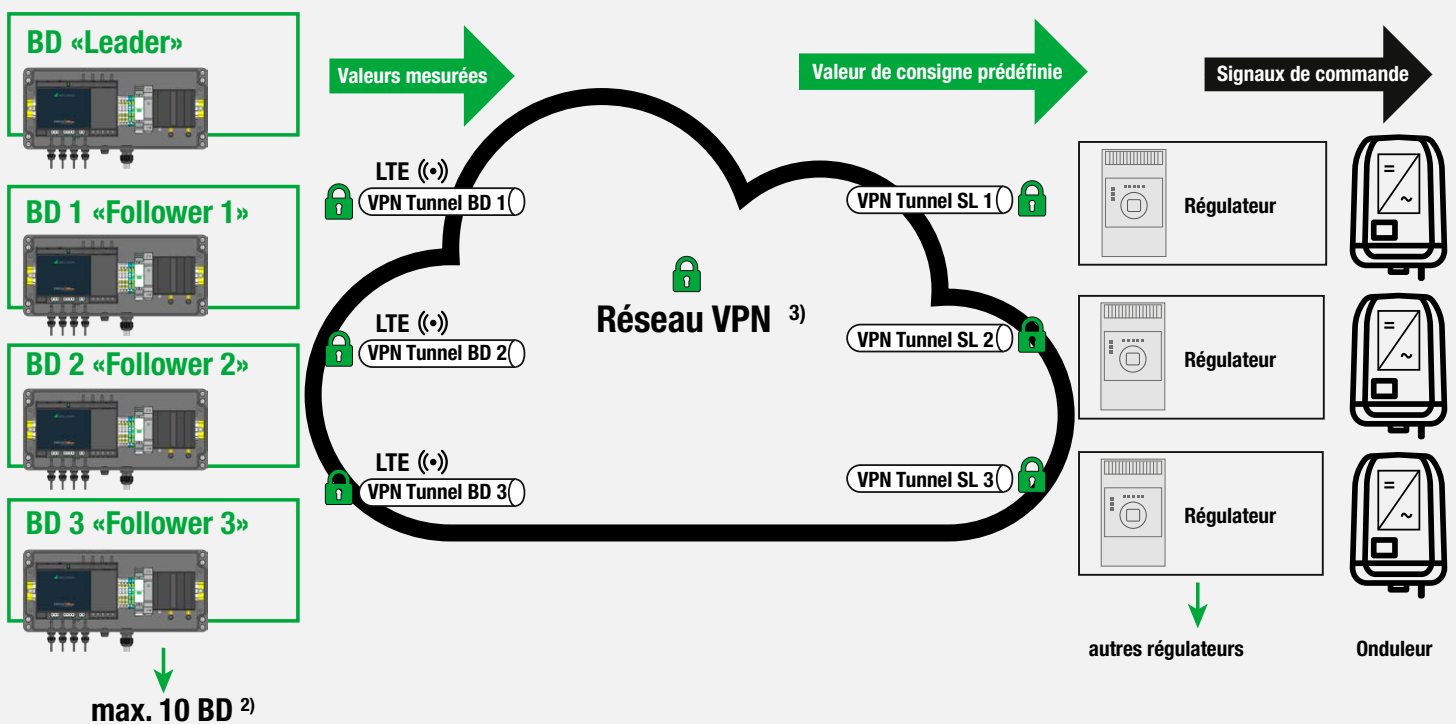 BD «Leader»
Valeurs mesurées
Valeur de consigne prédéfinie
Signaux de commande
LTE
VPN Tunnel BD 1
VPN Tunnel SL 1
Régulateur
BD 1 «Follower 1»
Réseau VPN 3)
LTE
VPN Tunnel BD 2
VPN Tunnel SL 2
Régulateur
BD 2 «Follower 2»
LTE
VPN Tunnel BD 3
VPN Tunnel SL 3
Régulateur
BD 3 «Follower 3»
autres régulateurs
Onduleur
max. 10 BD 2)